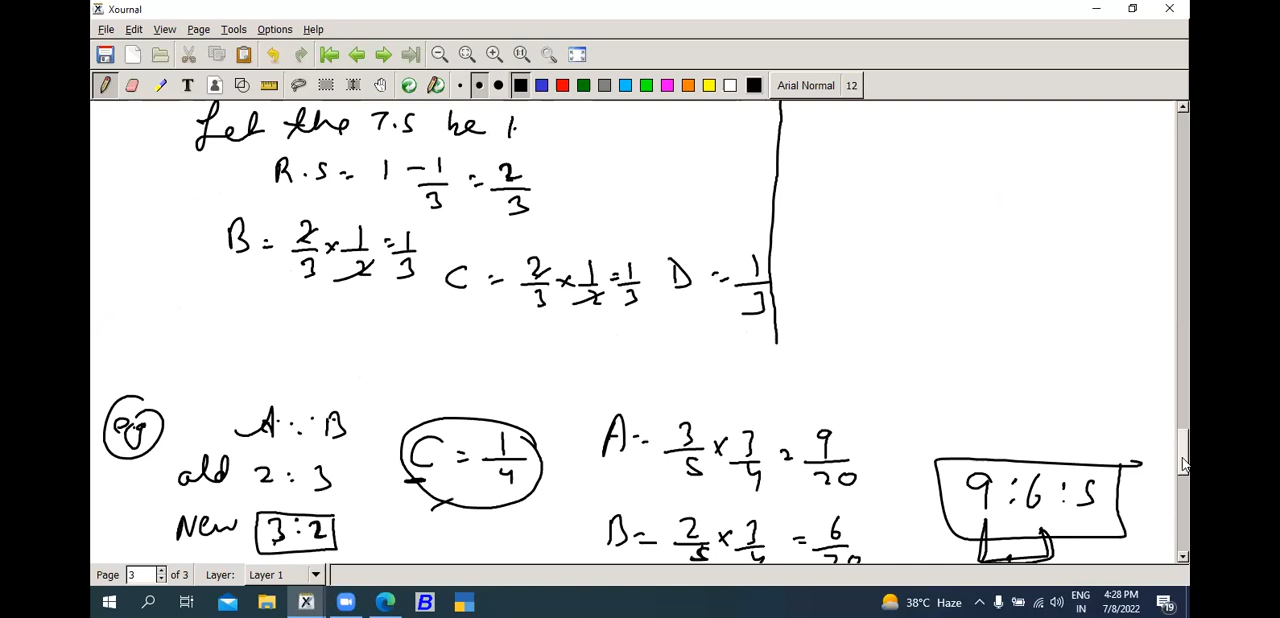 Xournal
File Edit View Page Tools Options Help
T Arial Normal 12
Let the T.S be 1.
R.S = 1 - 1/3 = 2/3
B = 2/3 × 1/2 = 1/3
C = 2/3 × 1/2 = 1/3 D = 1/3
eg A : B
old 2 : 3
New 3:2
C = 1/4
A = 3/5 × 3/4 = 9/20
B = 2/5 × 3/4 = 6/20
9 : 6 : 5
Page 3 of 3 Layer: Layer 1
38°C Haze ENG IN 4:28 PM 7/8/2022 19